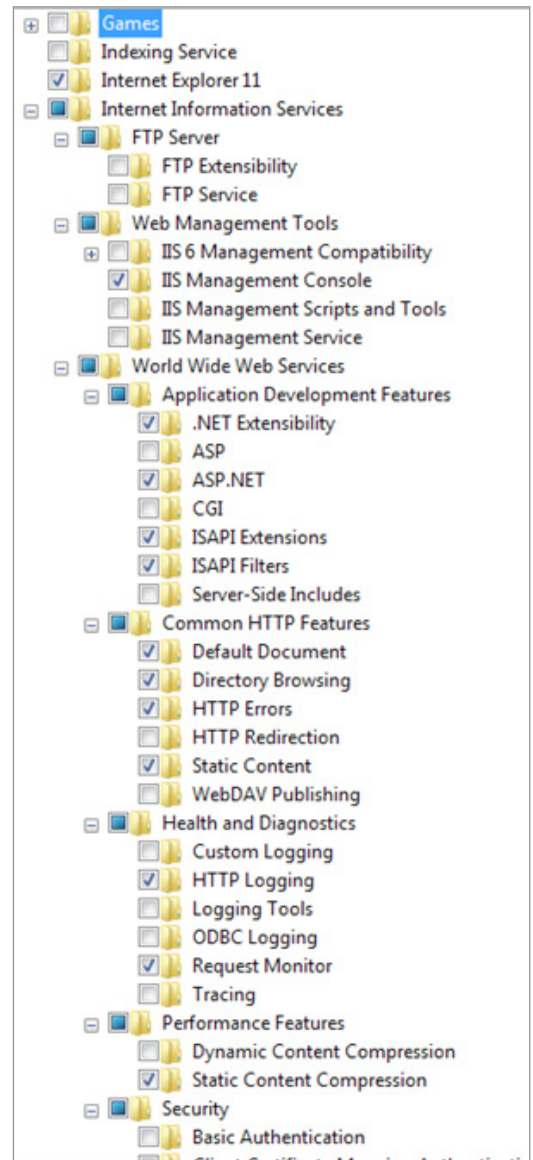 Games
Indexing Service
Internet Explorer 11
Internet Information Services
FTP Server
FTP Extensibility
FTP Service
Web Management Tools
IIS 6 Management Compatibility
IIS Management Console
IIS Management Scripts and Tools
IIS Management Service
World Wide Web Services
Application Development Features
.NET Extensibility
ASP
ASP.NET
CGI
ISAPI Extensions
ISAPI Filters
Server-Side Includes
Common HTTP Features
Default Document
Directory Browsing
HTTP Errors
HTTP Redirection
Static Content
WebDAV Publishing
Health and Diagnostics
Custom Logging
HTTP Logging
Logging Tools
ODBC Logging
Request Monitor
Tracing
Performance Features
Dynamic Content Compression
Static Content Compression
Security
Basic Authentication